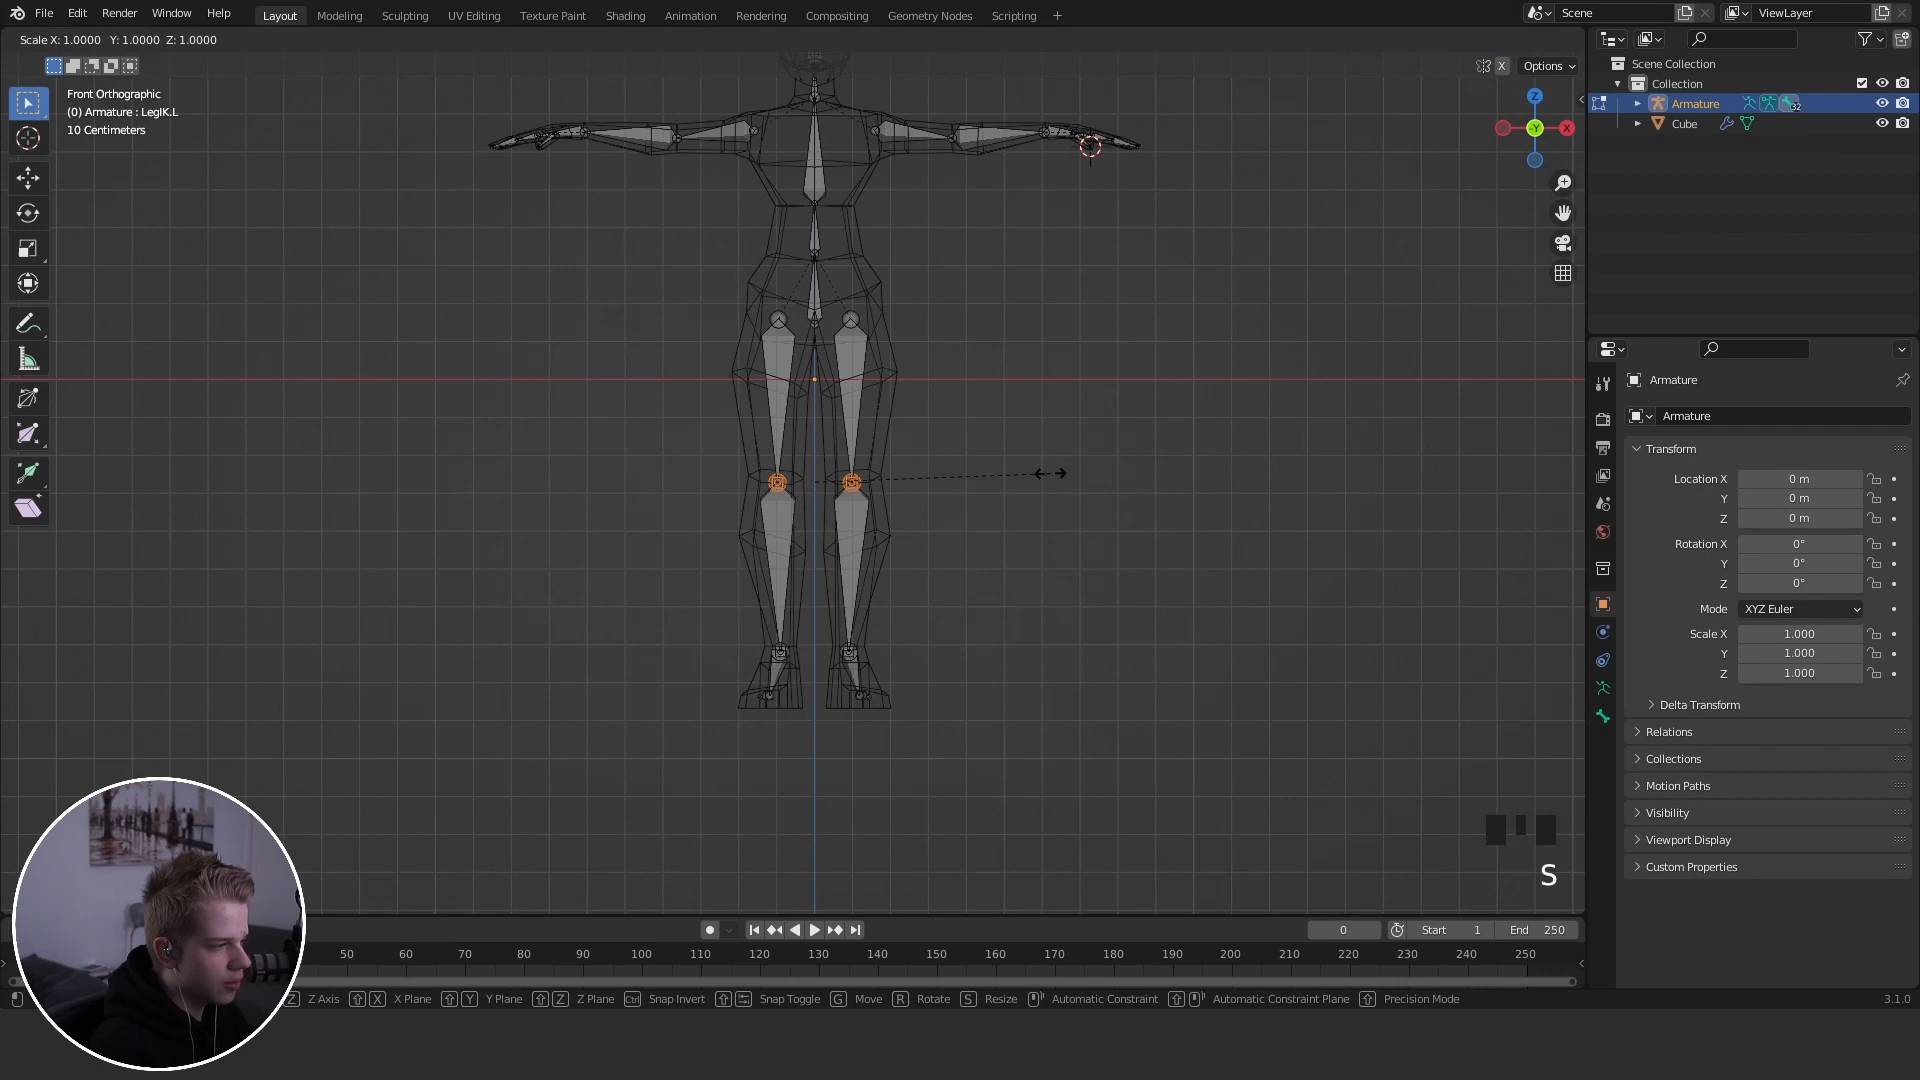 File Edit Render Window Help
Layout Modeling Sculpting UV Editing Texture Paint Shading Animation Rendering Compositing Geometry Nodes Scripting +
Scene
ViewLayer
Scale X: 1.0000 Y: 1.0000 Z: 1.0000
X Options
Front Orthographic
(0) Armature : LegIK.L
10 Centimeters
Z
-Y
X
Scene Collection
Collection
Armature 32
Cube
Armature
Armature
Transform
Location X 0 m
Y 0 m
Z 0 m
Rotation X 0°
Y 0°
Z 0°
Mode XYZ Euler
Scale X 1.000
Y 1.000
Z 1.000
Delta Transform
Relations
Collections
Motion Paths
Visibility
Viewport Display
Custom Properties
S
0 Start 1 End 250
50 60 70 80 90 100 110 120 130 140 150 160 170 180 190 200 210 220 230 240 250
Z Z Axis X X Plane Y Y Plane Z Z Plane Ctrl Snap Invert Snap Toggle G Move R Rotate S Resize Automatic Constraint Automatic Constraint Plane Precision Mode
3.1.0